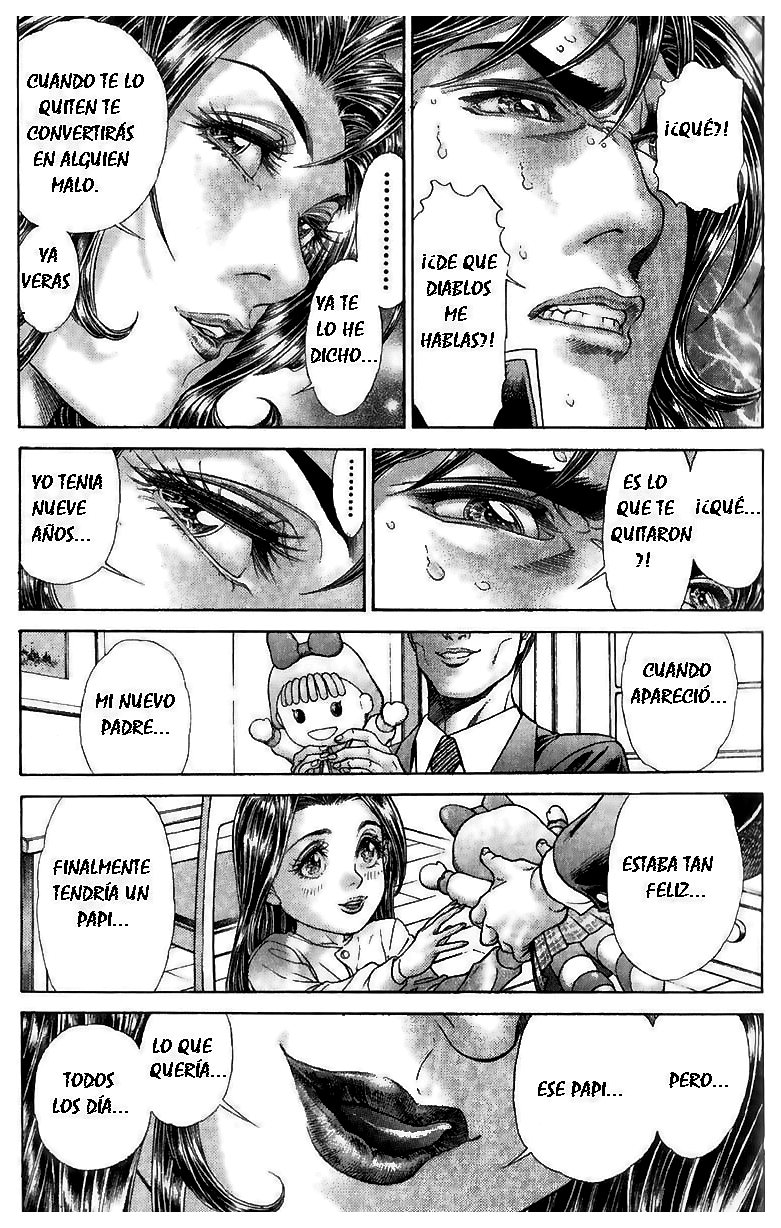 ¡¿QUÉ?!
¡¿DE QUE
DIABLOS
ME
HABLAS?!
.........
YA TE
LO HE
DICHO...
CUANDO TE LO
QUITEN TE
CONVERTIRÁS
EN ALGUIEN
MALO.
YA
VERAS
¡¿QUÉ...
ES LO
QUE TE
QUITARON
?!
......
YO TENIA
NUEVE
AÑOS...
CUANDO
APARECIÓ...
MI NUEVO
PADRE...
ESTABA TAN
FELIZ...
FINALMENTE
TENDRÍA UN
PAPI...
PERO...
ESE PAPI...
LO QUE
QUERÍA...
TODOS
LOS DÍA...